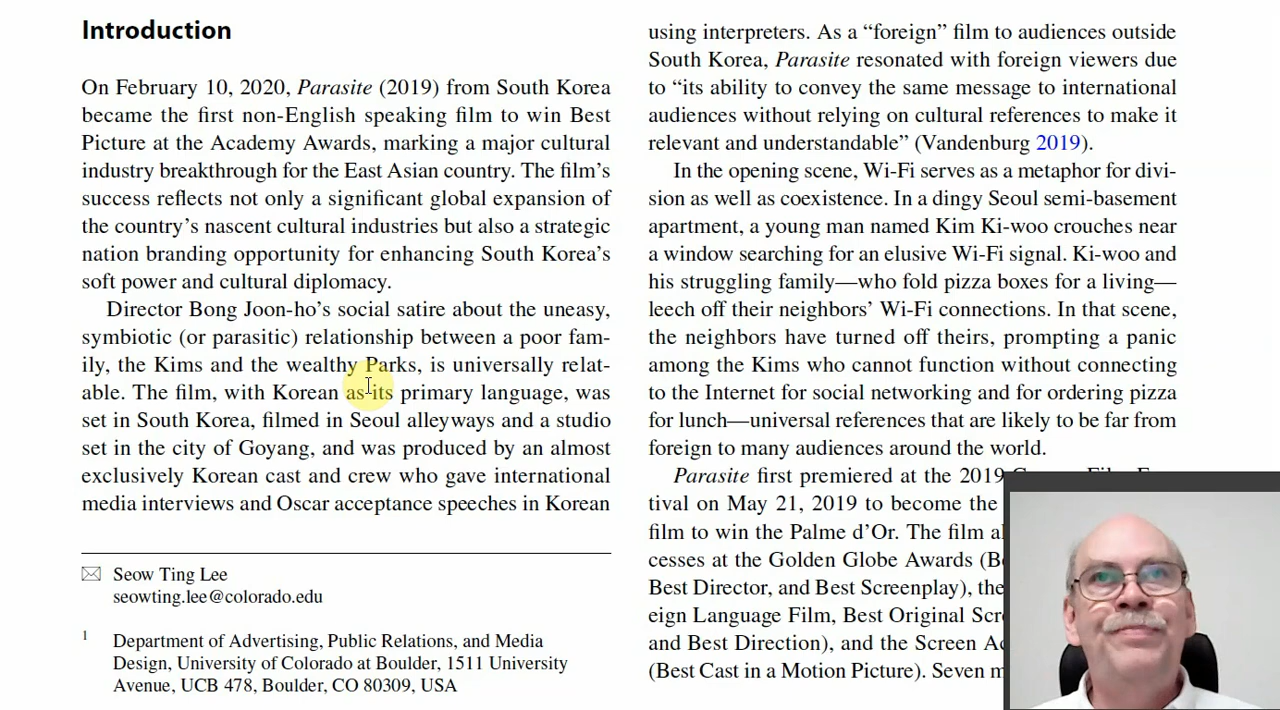 Introduction
On February 10, 2020, Parasite (2019) from South Korea
became the first non-English speaking film to win Best
Picture at the Academy Awards, marking a major cultural
industry breakthrough for the East Asian country. The film’s
success reflects not only a significant global expansion of
the country’s nascent cultural industries but also a strategic
nation branding opportunity for enhancing South Korea’s
soft power and cultural diplomacy.
Director Bong Joon-ho’s social satire about the uneasy,
symbiotic (or parasitic) relationship between a poor fam-
ily, the Kims and the wealthy Parks, is universally relat-
able. The film, with Korean as its primary language, was
set in South Korea, filmed in Seoul alleyways and a studio
set in the city of Goyang, and was produced by an almost
exclusively Korean cast and crew who gave international
media interviews and Oscar acceptance speeches in Korean
Seow Ting Lee
seowting.lee@colorado.edu
1 Department of Advertising, Public Relations, and Media
Design, University of Colorado at Boulder, 1511 University
Avenue, UCB 478, Boulder, CO 80309, USA
using interpreters. As a “foreign” film to audiences outside
South Korea, Parasite resonated with foreign viewers due
to “its ability to convey the same message to international
audiences without relying on cultural references to make it
relevant and understandable” (Vandenburg 2019).
In the opening scene, Wi-Fi serves as a metaphor for divi-
sion as well as coexistence. In a dingy Seoul semi-basement
apartment, a young man named Kim Ki-woo crouches near
a window searching for an elusive Wi-Fi signal. Ki-woo and
his struggling family—who fold pizza boxes for a living—
leech off their neighbors’ Wi-Fi connections. In that scene,
the neighbors have turned off theirs, prompting a panic
among the Kims who cannot function without connecting
to the Internet for social networking and for ordering pizza
for lunch—universal references that are likely to be far from
foreign to many audiences around the world.
Parasite first premiered at the 2019
tival on May 21, 2019 to become the
film to win the Palme d’Or. The film
cesses at the Golden Globe Awards
Best Director, and Best Screenplay), the
eign Language Film, Best Original
and Best Direction), and the Screen
(Best Cast in a Motion Picture). Seven